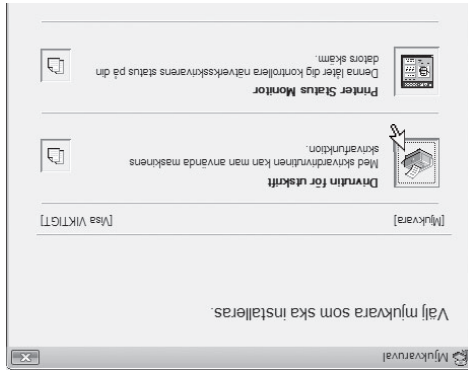 Mjukvaruval
Välj mjukvara som ska installeras.
[Mjukvara] [Visa VIKTIGT]
Drivrutin för utskrift
Med skrivardrivrutinen kan man använda maskinens
skrivarfunktion.
Printer Status Monitor
Denna låter dig kontrollera nätverksskrivarens status på din
dators skärm.